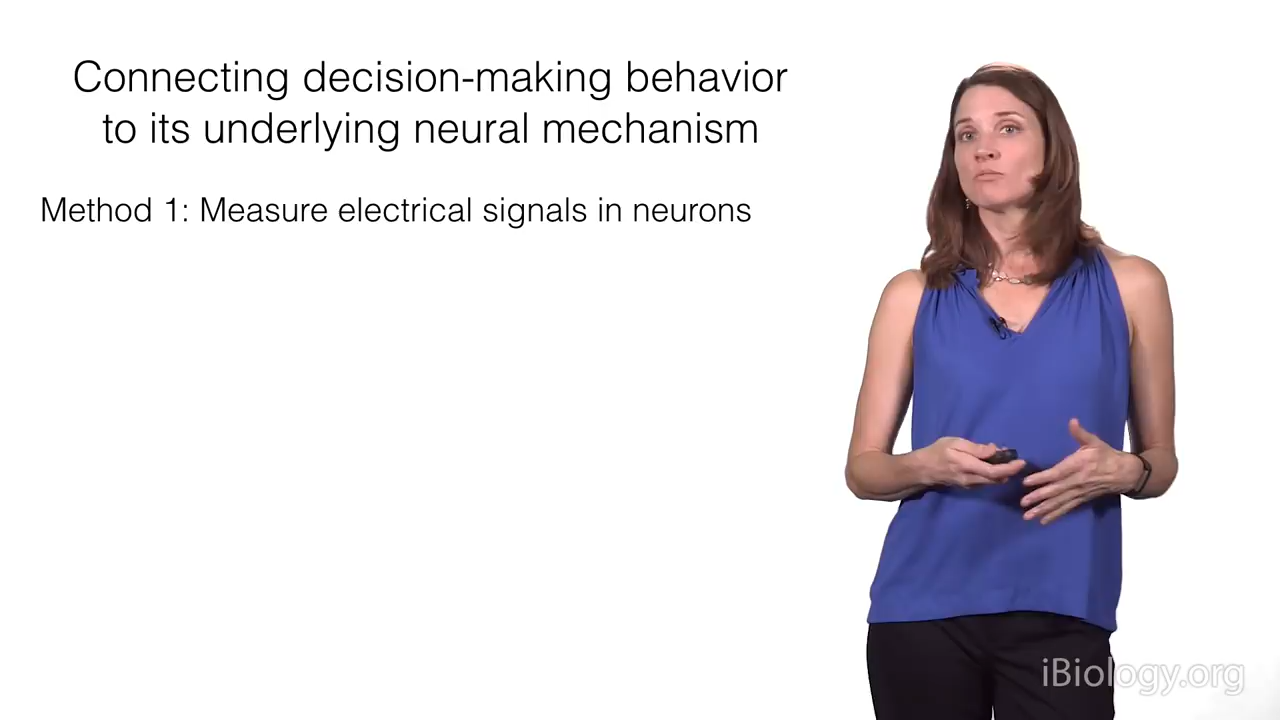 Connecting decision-making behavior
to its underlying neural mechanism
Method 1: Measure electrical signals in neurons
iBiology.org